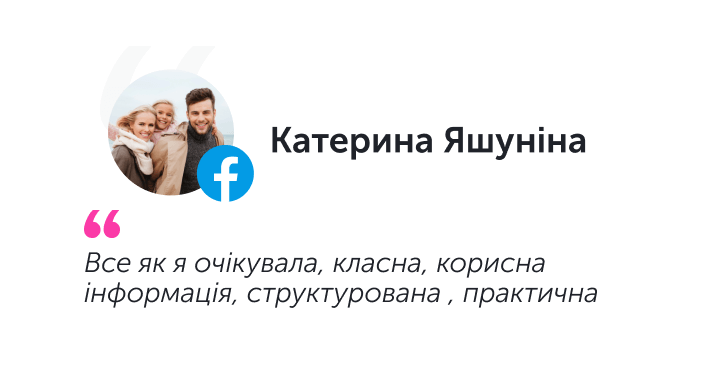 Катерина Яшуніна
Все як я очікувала, класна, корисна
інформація, структурована , практична